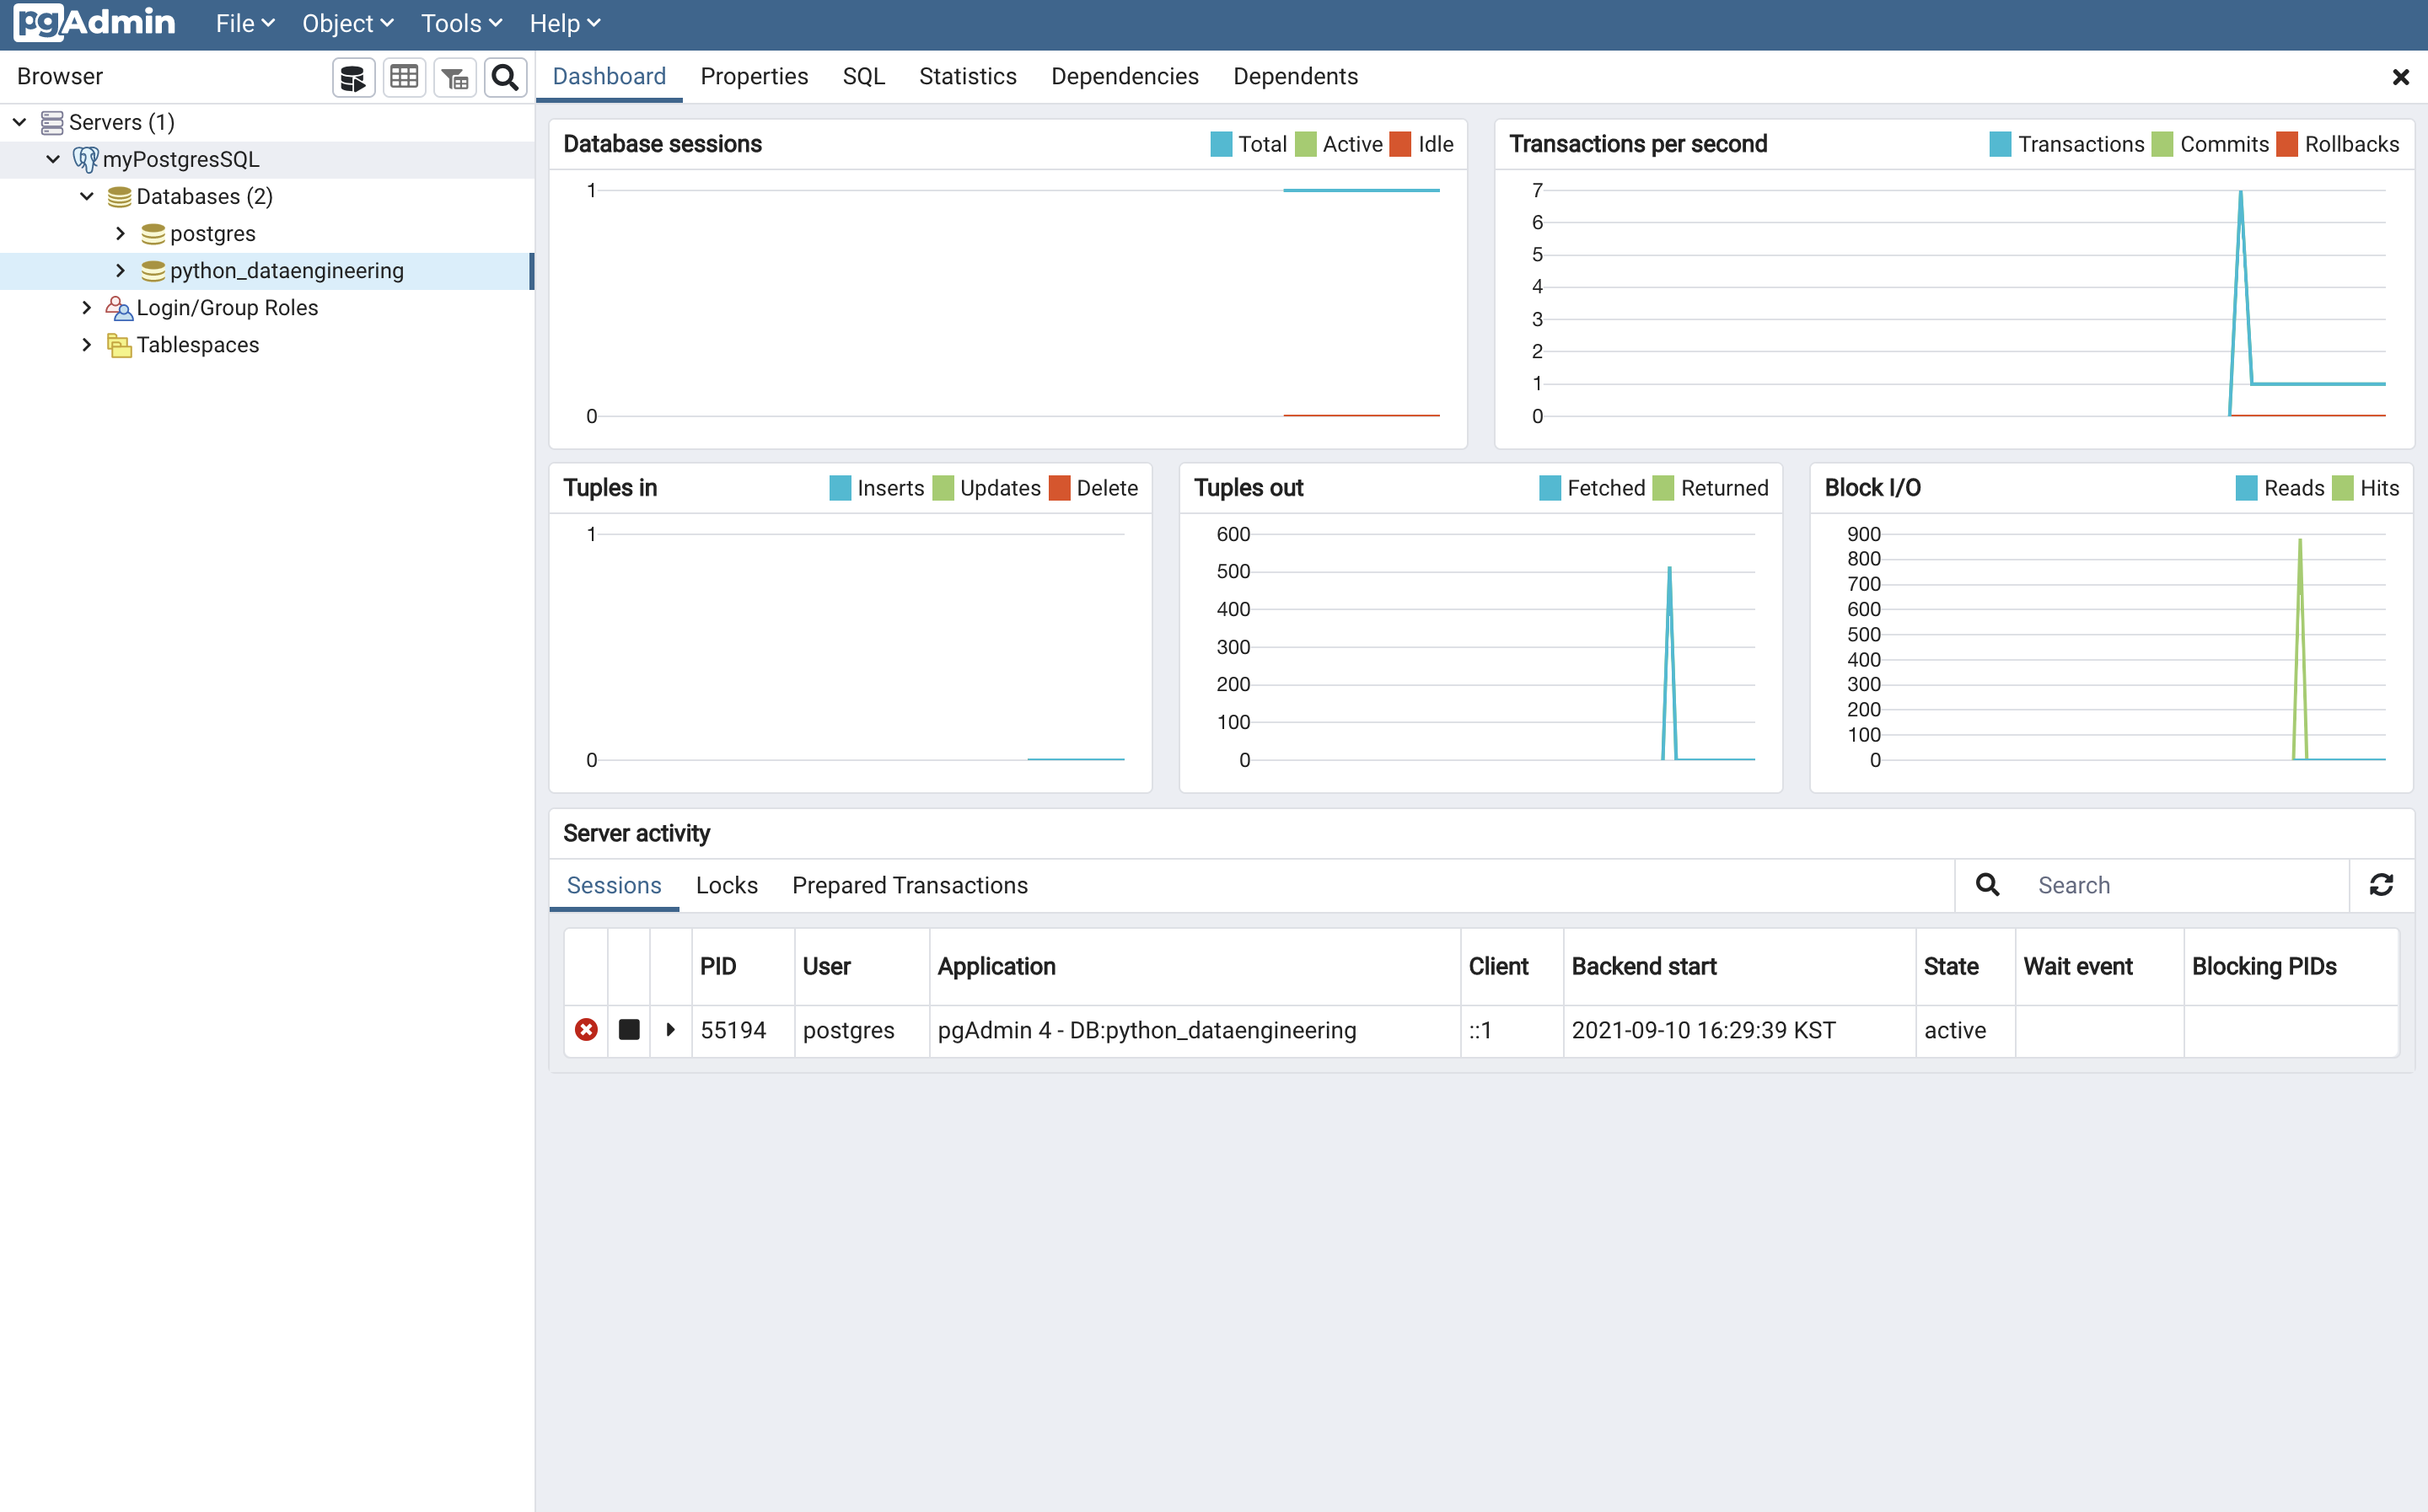 pgAdmin File Object Tools Help
Browser
Servers (1)
myPostgresSQL
Databases (2)
postgres
python_dataengineering
Login/Group Roles
Tablespaces
Dashboard Properties SQL Statistics Dependencies Dependents
Database sessions Total Active Idle
1
0
Transactions per second Transactions Commits Rollbacks
7
6
5
4
3
2
1
0
Tuples in Inserts Updates Delete
1
0
Tuples out Fetched Returned
600
500
400
300
200
100
0
Block I/O Reads Hits
900
800
700
600
500
400
300
200
100
0
Server activity
Sessions Locks Prepared Transactions Search
PID User Application Client Backend start State Wait event Blocking PIDs
55194 postgres pgAdmin 4 - DB:python_dataengineering ::1 2021-09-10 16:29:39 KST active